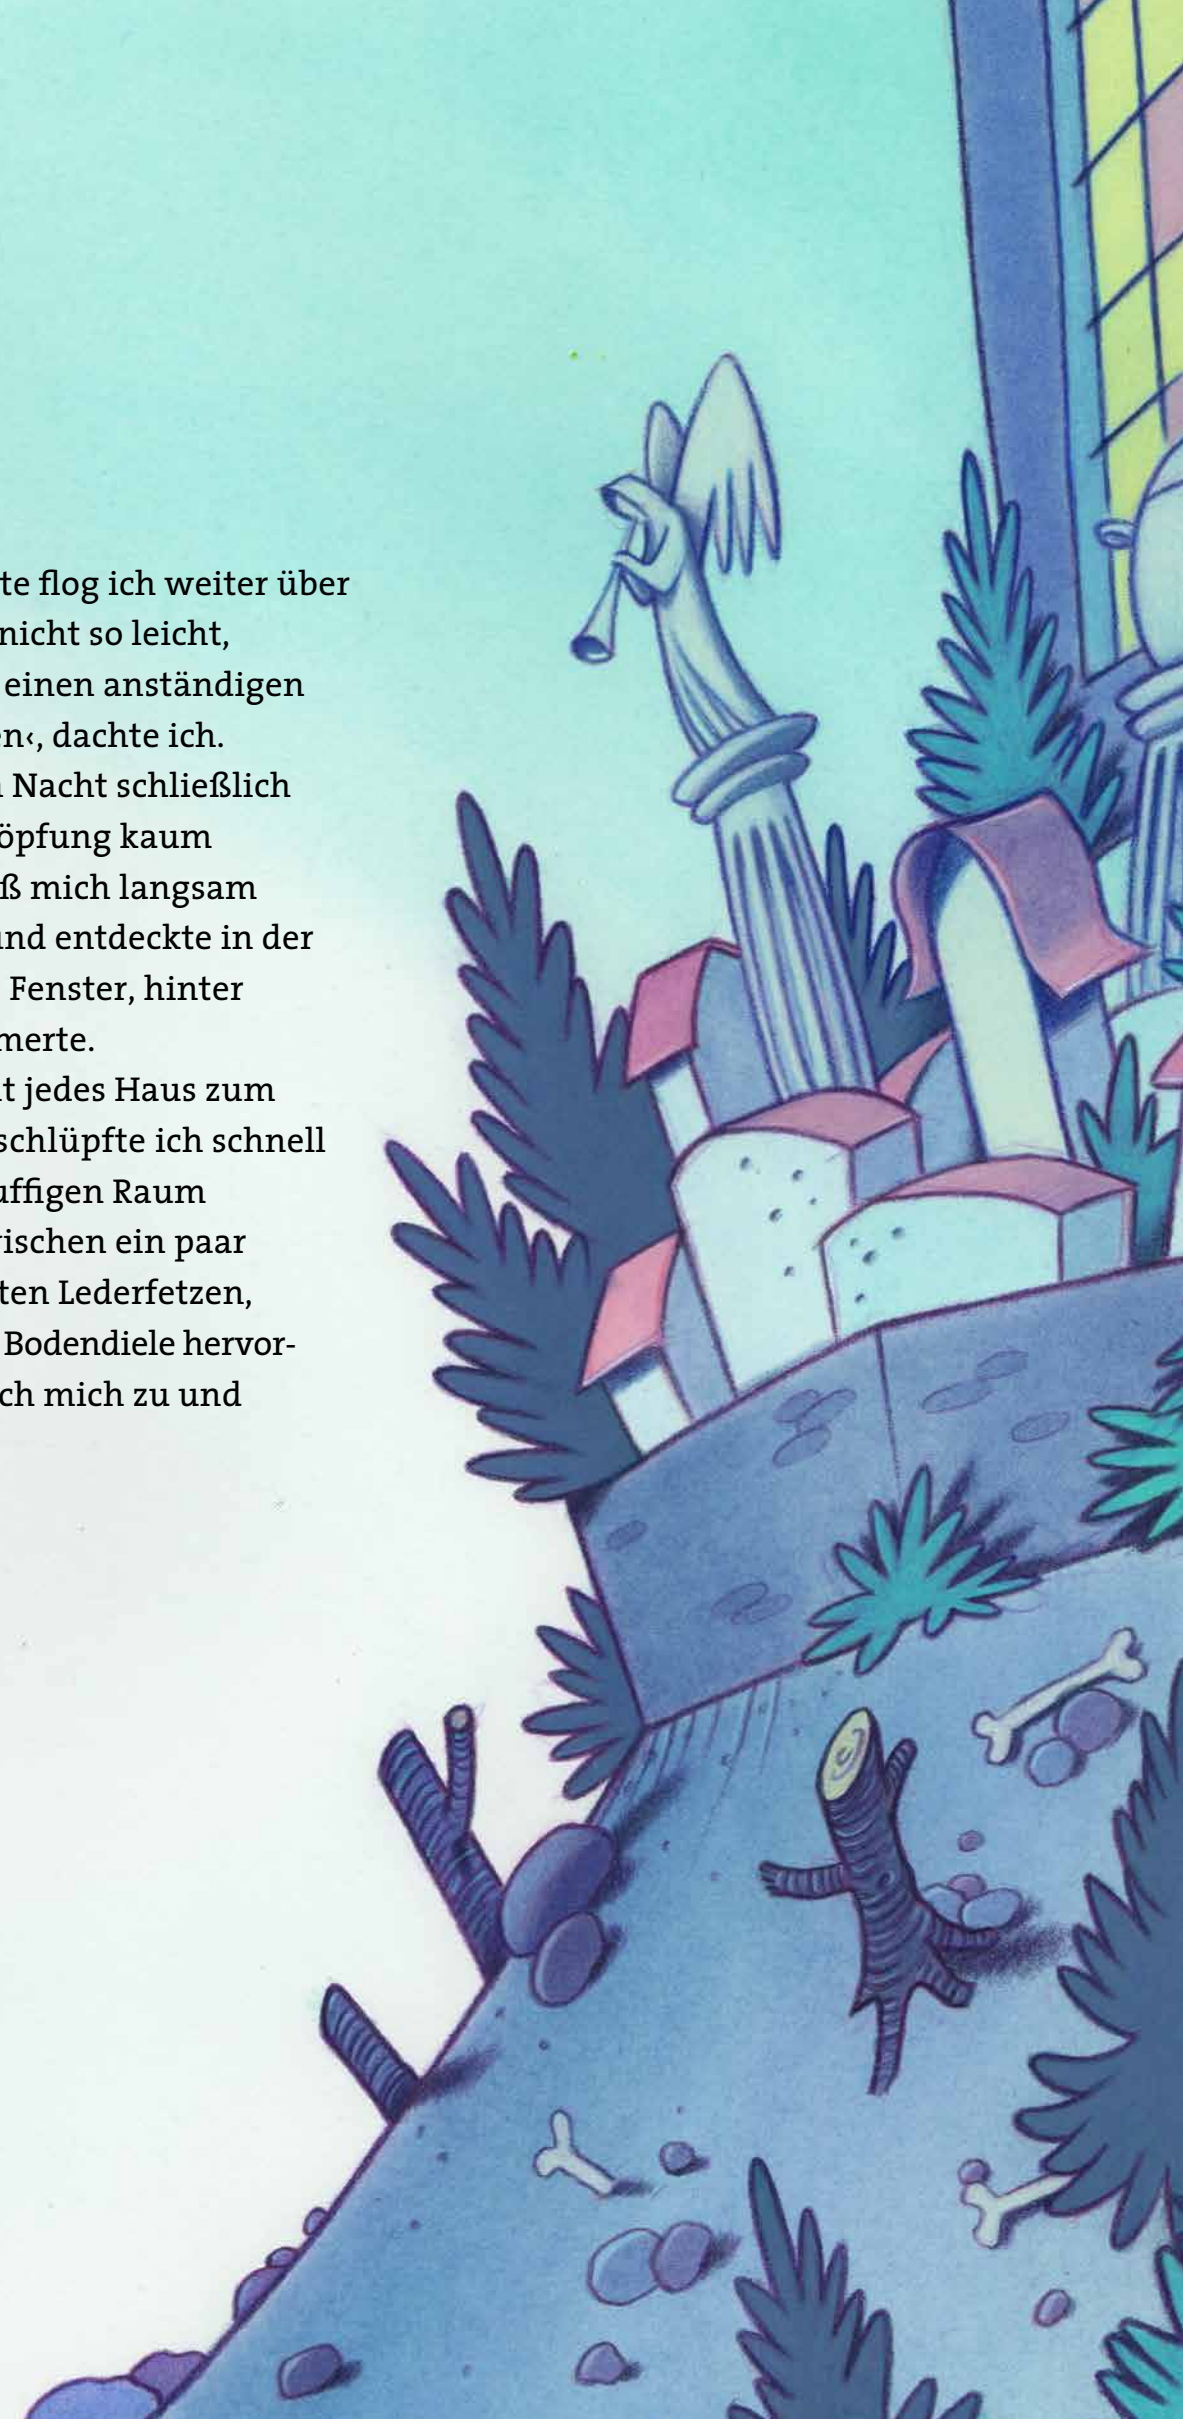 te flog ich weiter über
nicht so leicht,
einen anständigen
en‹, dachte ich.
n Nacht schließlich
öpfung kaum
ß mich langsam
und entdeckte in der
Fenster, hinter
merte.
t jedes Haus zum
schlüpfte ich schnell
uffigen Raum
ischen ein paar
ten Lederfetzen,
Bodendiele hervor-
ch mich zu und